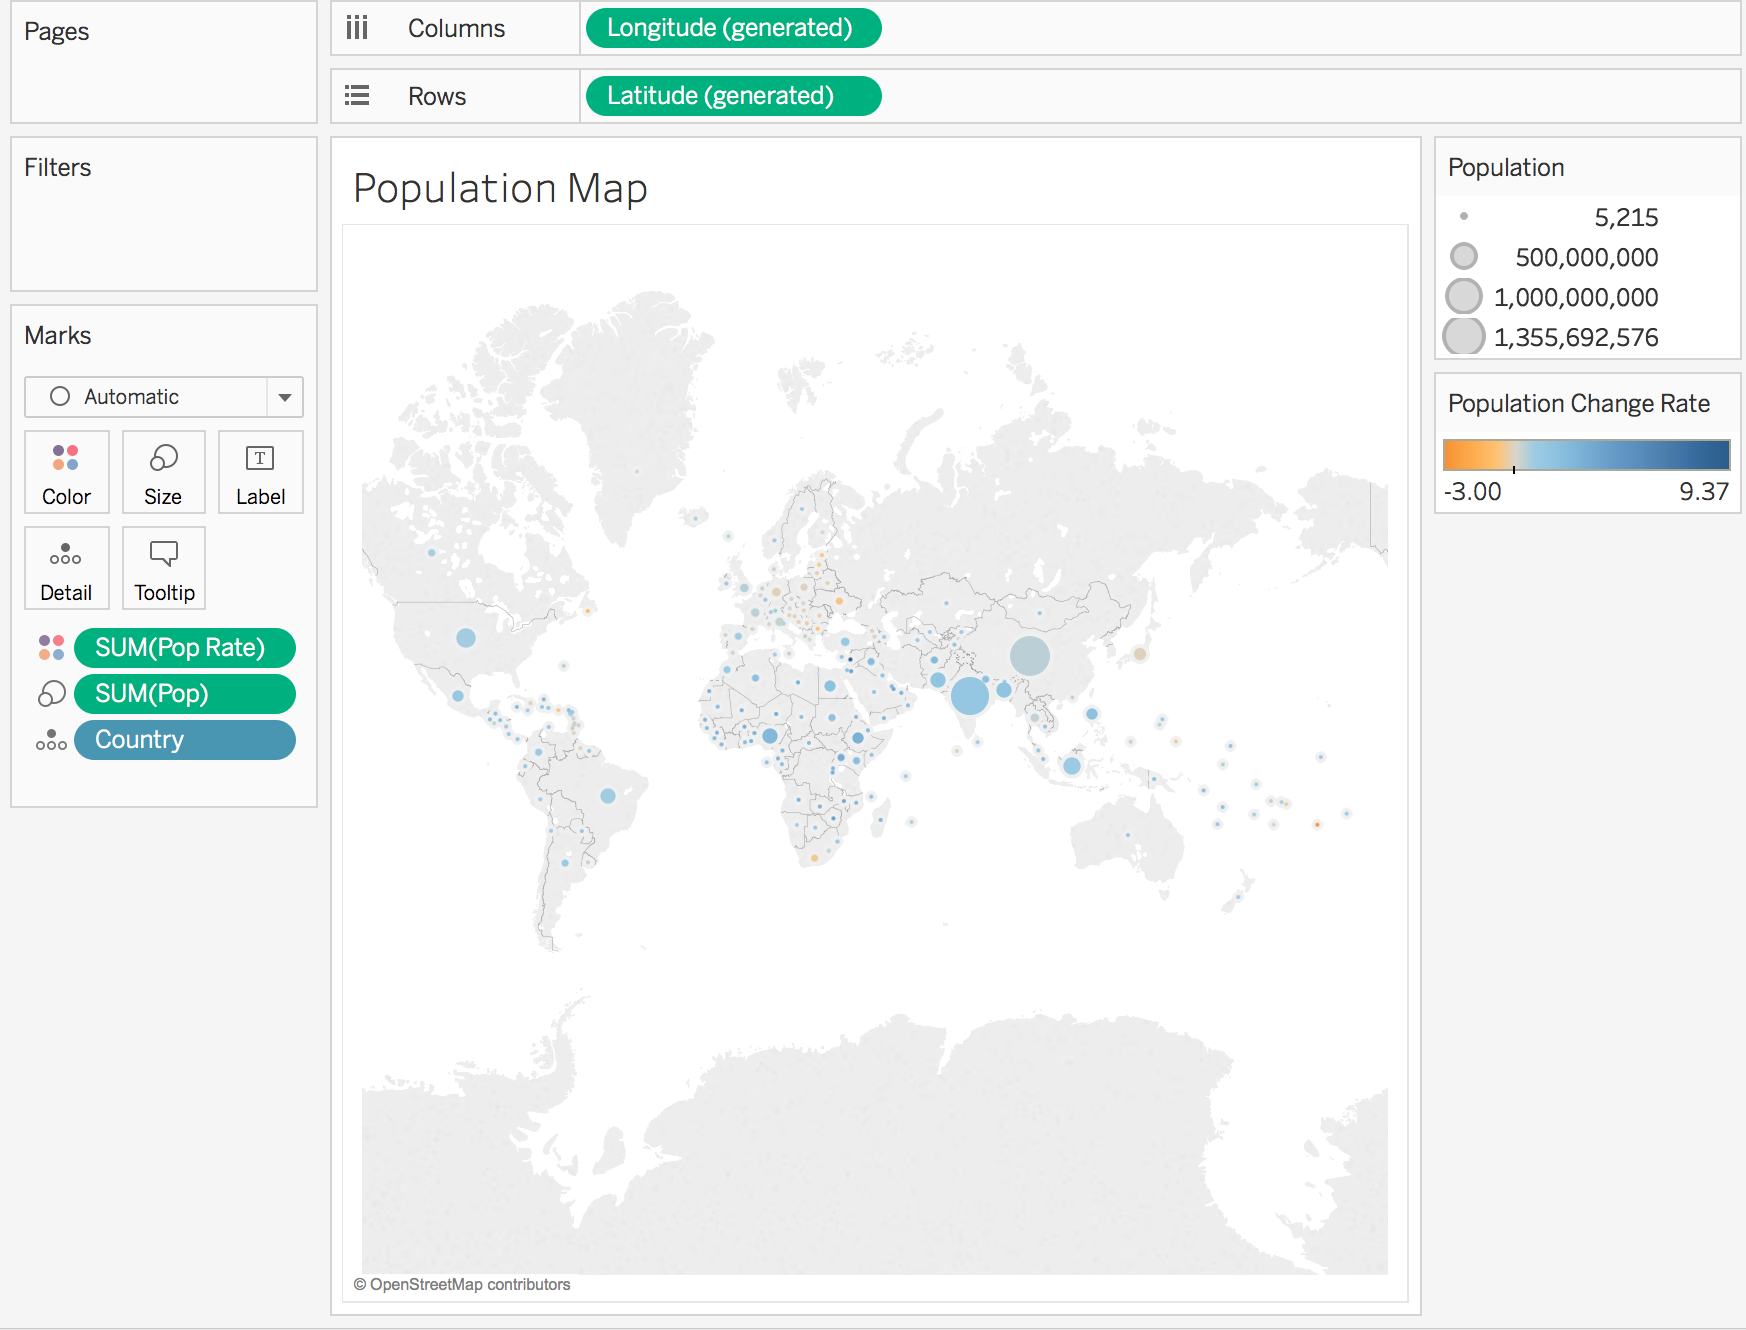 Pages
Columns
Longitude (generated)
Rows
Latitude (generated)
Filters
Marks
Automatic
Color
Size
T
Label
Detail
Tooltip
SUM(Pop Rate)
SUM(Pop)
Country
Population Map
© OpenStreetMap contributors
Population
5,215
500,000,000
1,000,000,000
1,355,692,576
Population Change Rate
-3.00 9.37